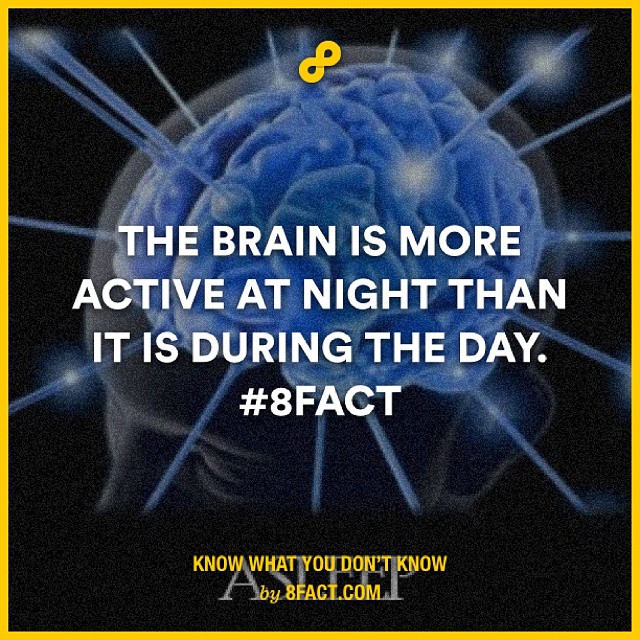 THE BRAIN IS MORE
ACTIVE AT NIGHT THAN
IT IS DURING THE DAY.
#8FACT
KNOW WHAT YOU DON'T KNOW
ASLEEP
by 8FACT.COM